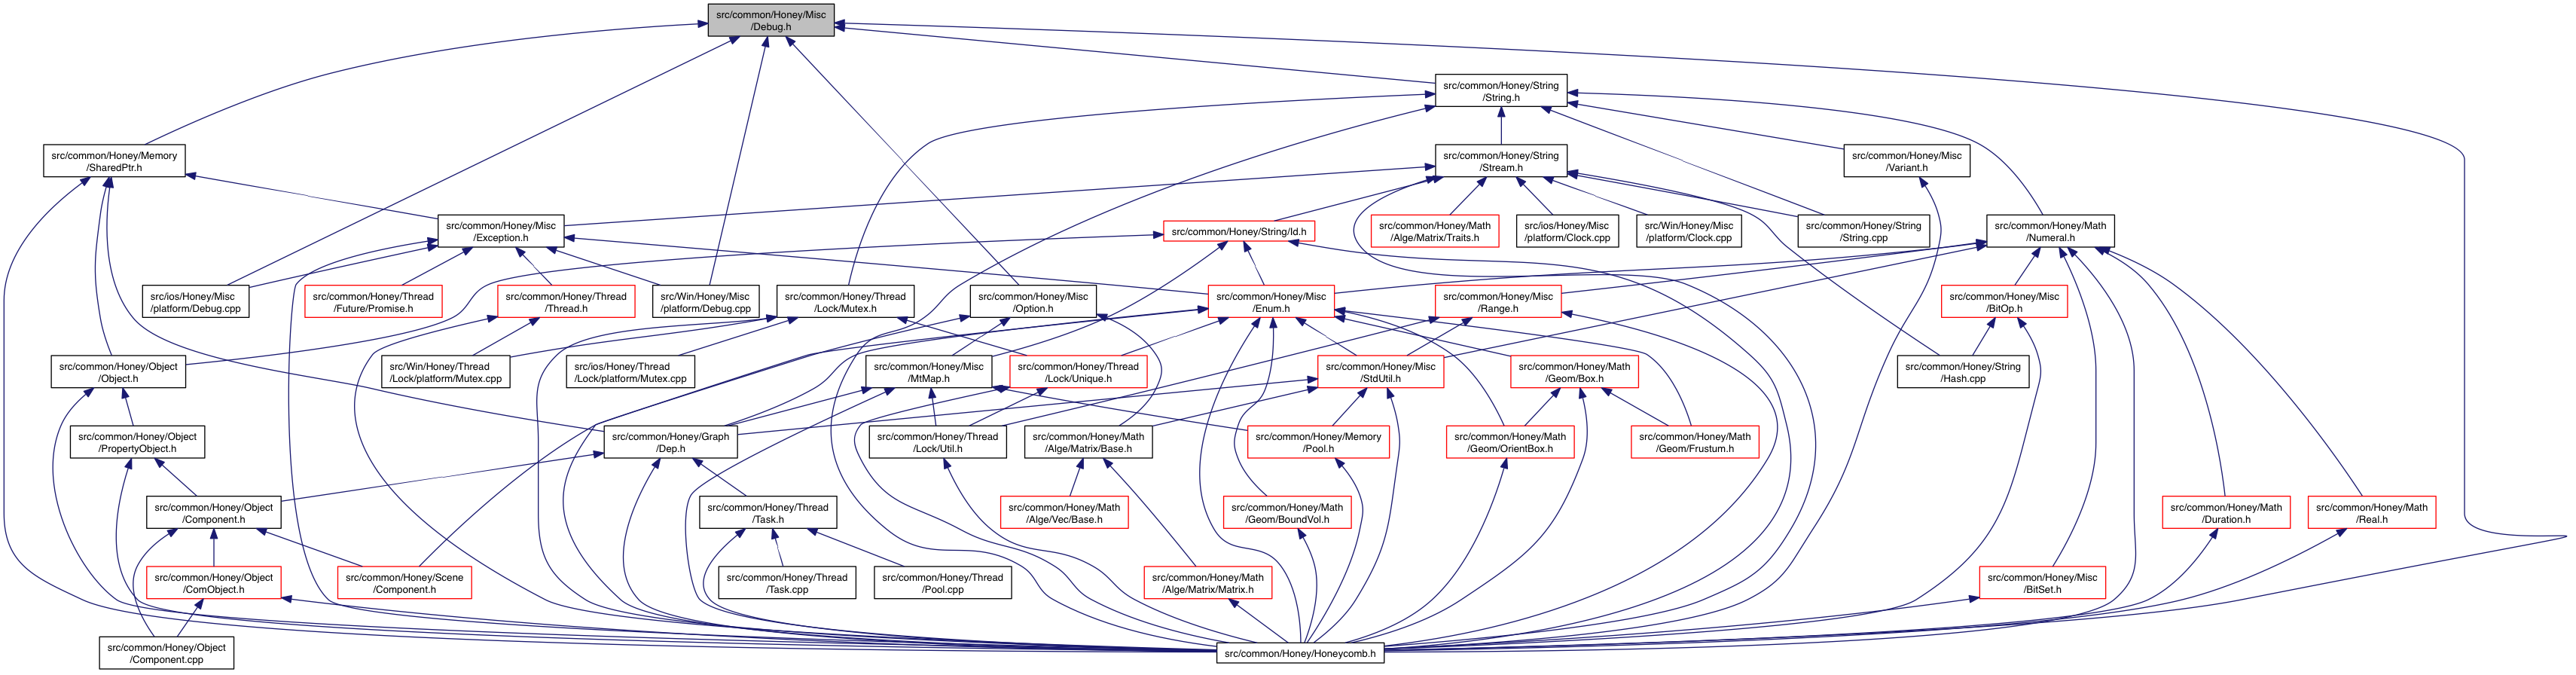 src/common/Honey/Misc
/Debug.h
src/common/Honey/String
/String.h
src/common/Honey/Memory
/SharedPtr.h
src/common/Honey/String
/Stream.h
src/common/Honey/Misc
/Variant.h
src/common/Honey/Misc
/Exception.h
src/common/Honey/String/Id.h
src/common/Honey/Math
/Alge/Matrix/Traits.h
src/ios/Honey/Misc
/platform/Clock.cpp
src/Win/Honey/Misc
/platform/Clock.cpp
src/common/Honey/String
/String.cpp
src/common/Honey/Math
/Numeral.h
src/ios/Honey/Misc
/platform/Debug.cpp
src/common/Honey/Thread
/Future/Promise.h
src/common/Honey/Thread
/Thread.h
src/Win/Honey/Misc
/platform/Debug.cpp
src/common/Honey/Thread
/Lock/Mutex.h
src/common/Honey/Misc
/Option.h
src/common/Honey/Misc
/Enum.h
src/common/Honey/Misc
/Range.h
src/common/Honey/Misc
/BitOp.h
src/common/Honey/Object
/Object.h
src/Win/Honey/Thread
/Lock/platform/Mutex.cpp
src/ios/Honey/Thread
/Lock/platform/Mutex.cpp
src/common/Honey/Misc
/MtMap.h
src/common/Honey/Thread
/Lock/Unique.h
src/common/Honey/Misc
/StdUtil.h
src/common/Honey/Math
/Geom/Box.h
src/common/Honey/String
/Hash.cpp
src/common/Honey/Object
/PropertyObject.h
src/common/Honey/Graph
/Dep.h
src/common/Honey/Thread
/Lock/Util.h
src/common/Honey/Math
/Alge/Matrix/Base.h
src/common/Honey/Memory
/Pool.h
src/common/Honey/Math
/Geom/OrientBox.h
src/common/Honey/Math
/Geom/Frustum.h
src/common/Honey/Object
/Component.h
src/common/Honey/Thread
/Task.h
src/common/Honey/Math
/Alge/Vec/Base.h
src/common/Honey/Math
/Geom/BoundVol.h
src/common/Honey/Math
/Duration.h
src/common/Honey/Math
/Real.h
src/common/Honey/Object
/ComObject.h
src/common/Honey/Scene
/Component.h
src/common/Honey/Thread
/Task.cpp
src/common/Honey/Thread
/Pool.cpp
src/common/Honey/Math
/Alge/Matrix/Matrix.h
src/common/Honey/Misc
/BitSet.h
src/common/Honey/Object
/Component.cpp
src/common/Honey/Honeycomb.h